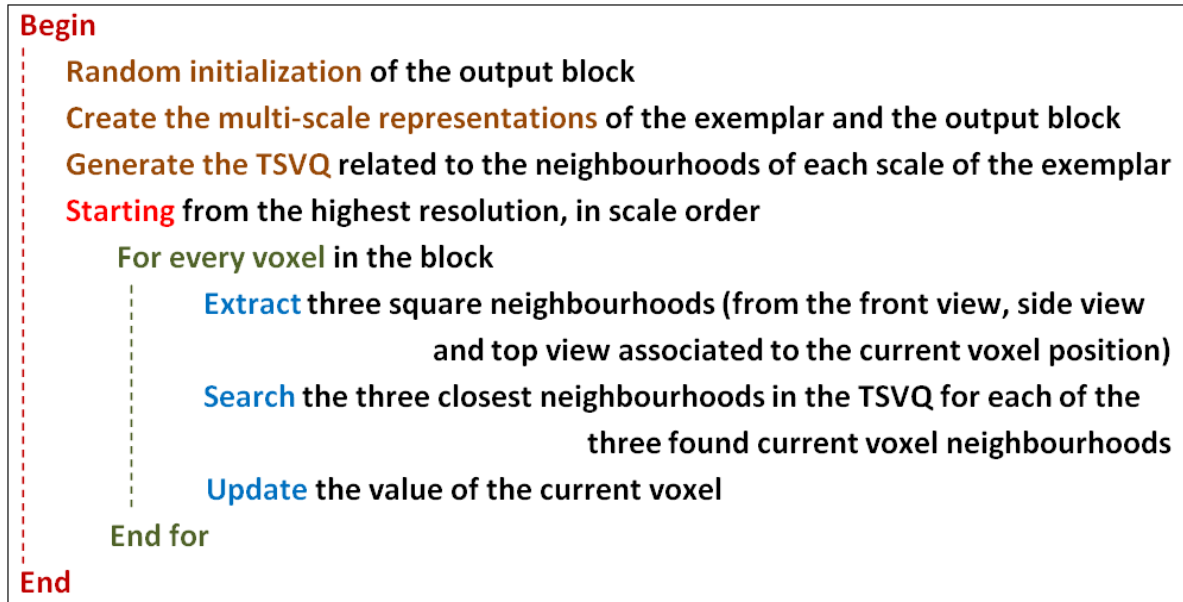 Begin
Random initialization of the output block
Create the multi-scale representations of the exemplar and the output block
Generate the TSVQ related to the neighbourhoods of each scale of the exemplar
Starting from the highest resolution, in scale order
For every voxel in the block
Extract three square neighbourhoods (from the front view, side view
and top view associated to the current voxel position)
Search the three closest neighbourhoods in the TSVQ for each of the
three found current voxel neighbourhoods
Update the value of the current voxel
End for
End